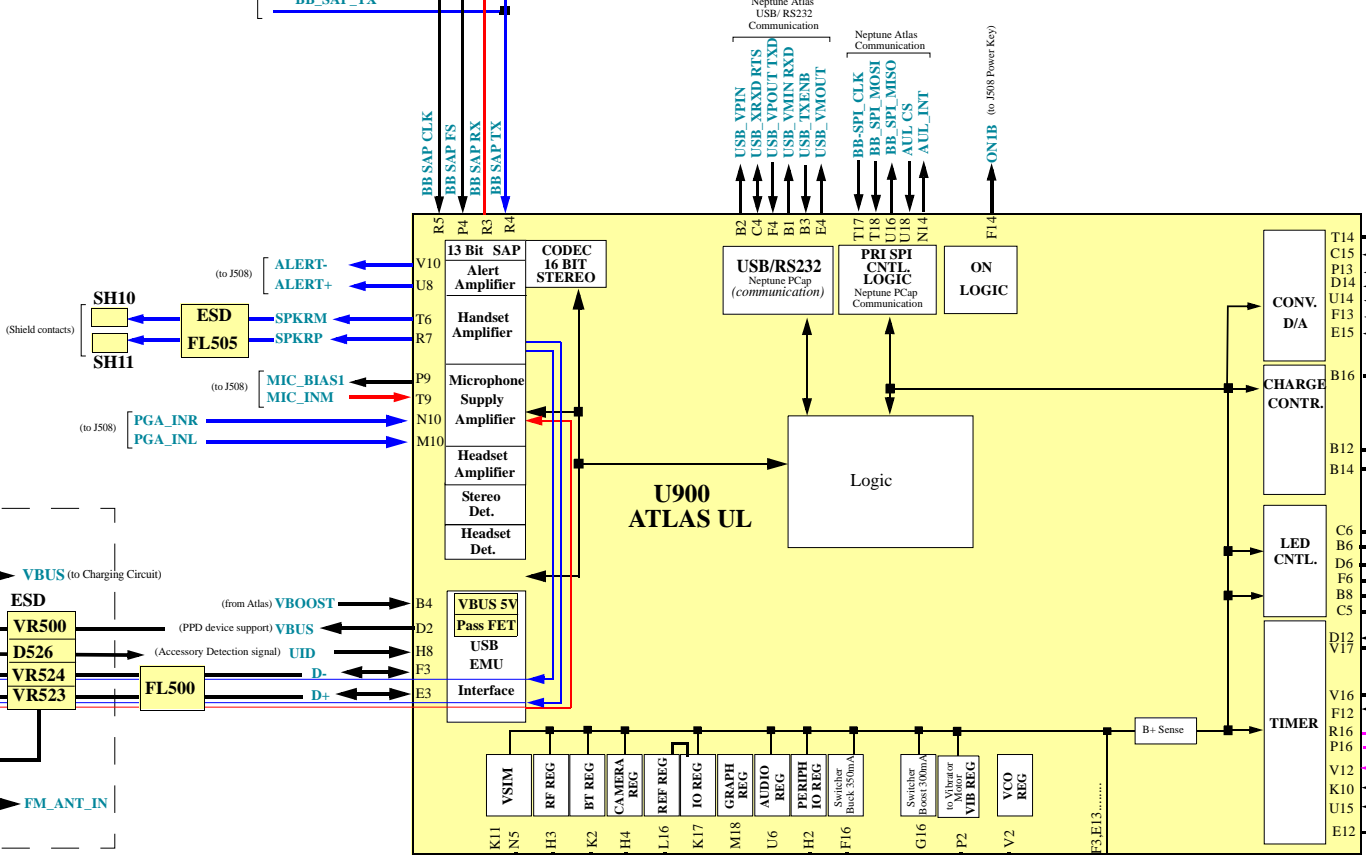 BB_SAP_TX
Neptune Atlas
USB/ RS232
Communication
Neptune Atlas
Communication
BB SAP CLK
BB SAP FS
BB SAP RX
BB SAP TX
USB_VPIN
USB_XRXD RTS
USB_VPOUT TXD
USB_VMIN RXD
USB_TXENB
USB_VMOUT
BB-SPI_CLK
BB_SPI_MOSI
BB_SPI_MISO
AUL CS
AUL_INT
ON1B (to J508 Power Key)
R5
P4
R3
R4
B2
C4
F4
B1
B3
E4
T17
T18
U16
U18
N14
F14
13 Bit SAP
CODEC
16 BIT
STEREO
Alert
Amplifier
Handset
Amplifier
Microphone
Supply
Amplifier
Headset
Amplifier
Stereo
Det.
Headset
Det.
USB/RS232
Neptune PCap
(communication)
PRI SPI
CNTL.
LOGIC
Neptune PCap
Communication
ON
LOGIC
CONV.
D/A
CHARGE
CONTR.
LED
CNTL.
TIMER
(to J508)
ALERT-
ALERT+
V10
U8
(Shield contacts)
SH10
SH11
ESD
FL505
SPKRM
SPKRP
T6
R7
(to J508)
MIC_BIAS1
MIC_INM
P9
T9
(to J508)
PGA_INR
PGA_INL
N10
M10
U900
ATLAS UL
Logic
VBUS (to Charging Circuit)
ESD
VR500
D526
VR524
VR523
FL500
(from Atlas) VBOOST
B4
(PPD device support) VBUS
D2
(Accessory Detection signal) UID
H8
D-
F3
D+
E3
VBUS 5V
Pass FET
USB
EMU
Interface
FM_ANT_IN
B+ Sense
VSIM
RF REG
BT REG
CAMERA
REG
REF REG
IO REG
GRAPH
REG
AUDIO
REG
PERIPH
IO REG
Switcher
Buck 350mA
Switcher
Boost 300mA
to Vibrator
Motor
VIB REG
VCO
REG
K11
N5
H3
K2
H4
L16
K17
M18
U6
H2
F16
G16
P2
V2
F3,E13........
T14
C15
P13
D14
U14
F13
E15
B16
B12
B14
C6
B6
D6
F6
B8
C5
D12
V17
V16
F12
R16
P16
V12
K10
U15
E12